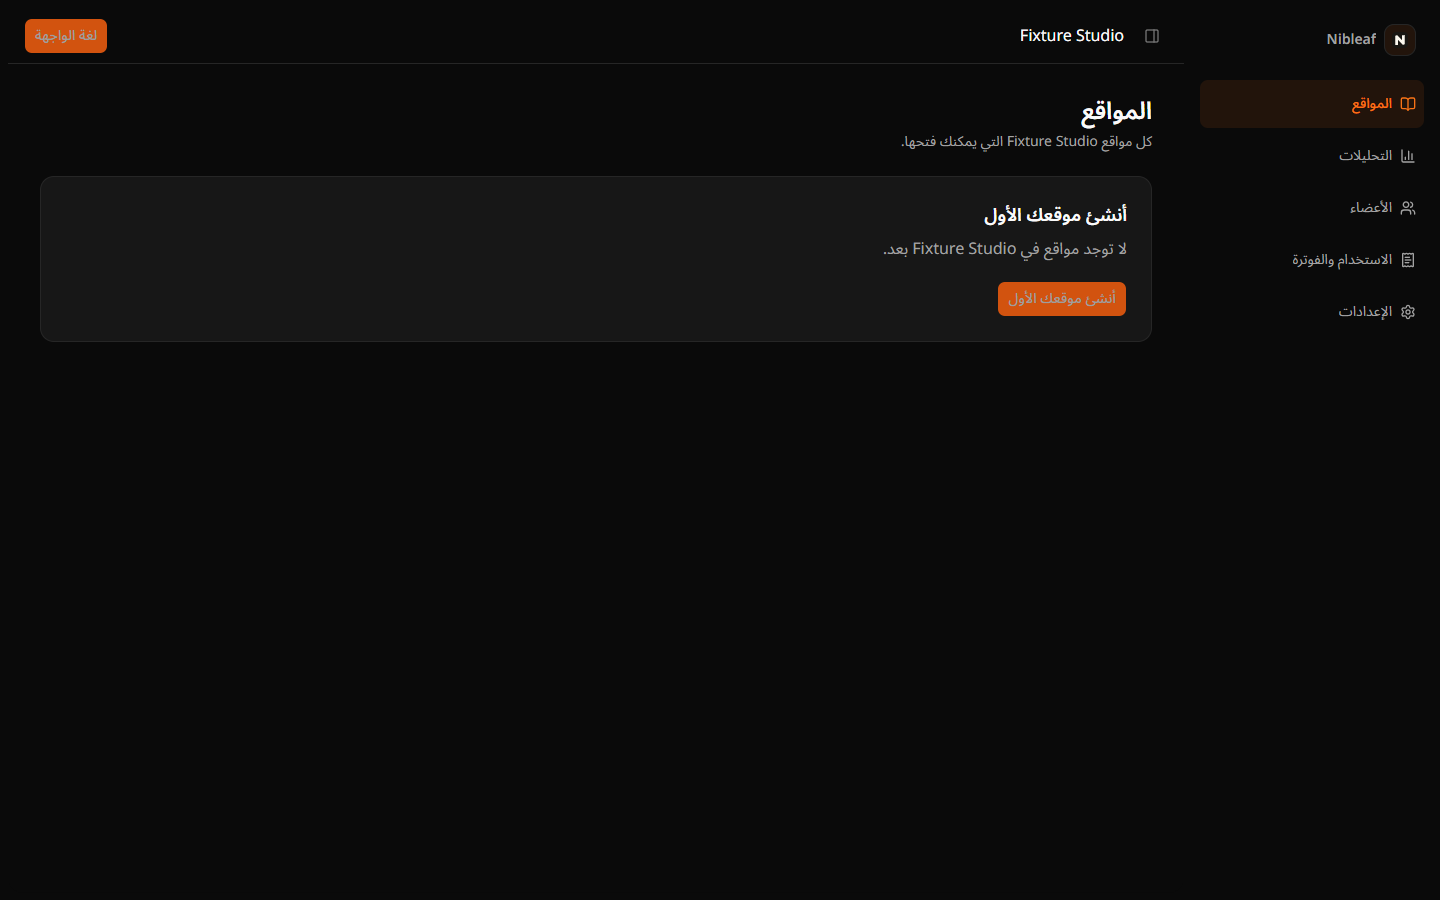 Nibleaf
المواقع
التحليلات
الأعضاء
الاستخدام والفوترة
الإعدادات
Fixture Studio
لغة الواجهة
المواقع
كل مواقع Fixture Studio التي يمكنك فتحها.
أنشئ موقعك الأول
لا توجد مواقع في Fixture Studio بعد.
أنشئ موقعك الأول